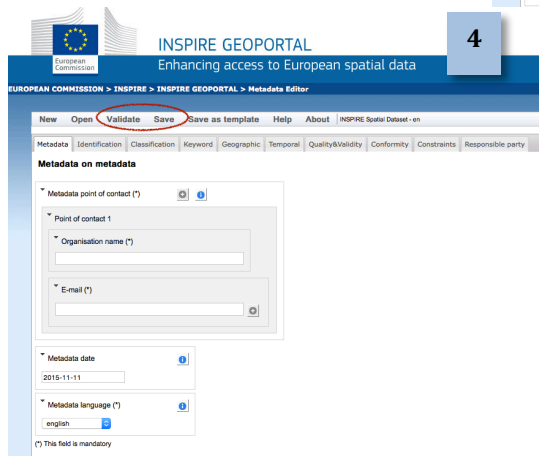 4
European
Commission
INSPIRE GEOPORTAL
Enhancing access to European spatial data
EUROPEAN COMMISSION > INSPIRE > INSPIRE GEOPORTAL > Metadata Editor
New Open Validate Save Save as template Help About INSPIRE Spatial Dataset - en
Metadata Identification Classification Keyword Geographic Temporal Quality&Validity Conformity Constraints Responsible party
Metadata on metadata
Metadata point of contact (*)
Point of contact 1
Organisation name (*)
E-mail (*)
Metadata date
2015-11-11
Metadata language (*)
english
(*) This field is mandatory